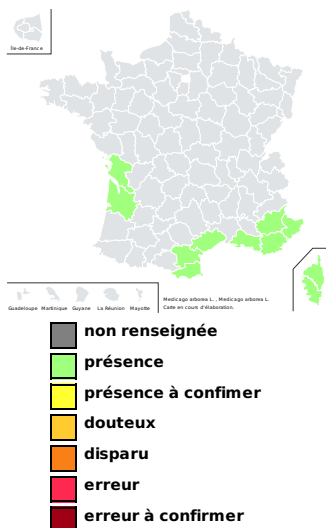 Île-de-France
Guadeloupe Martinique Guyane La Réunion Mayotte
Medicago arborea L. , Medicago arborea L.
Carte en cours d'élaboration.
non renseignée
présence
présence à confimer
douteux
disparu
erreur
erreur à confirmer